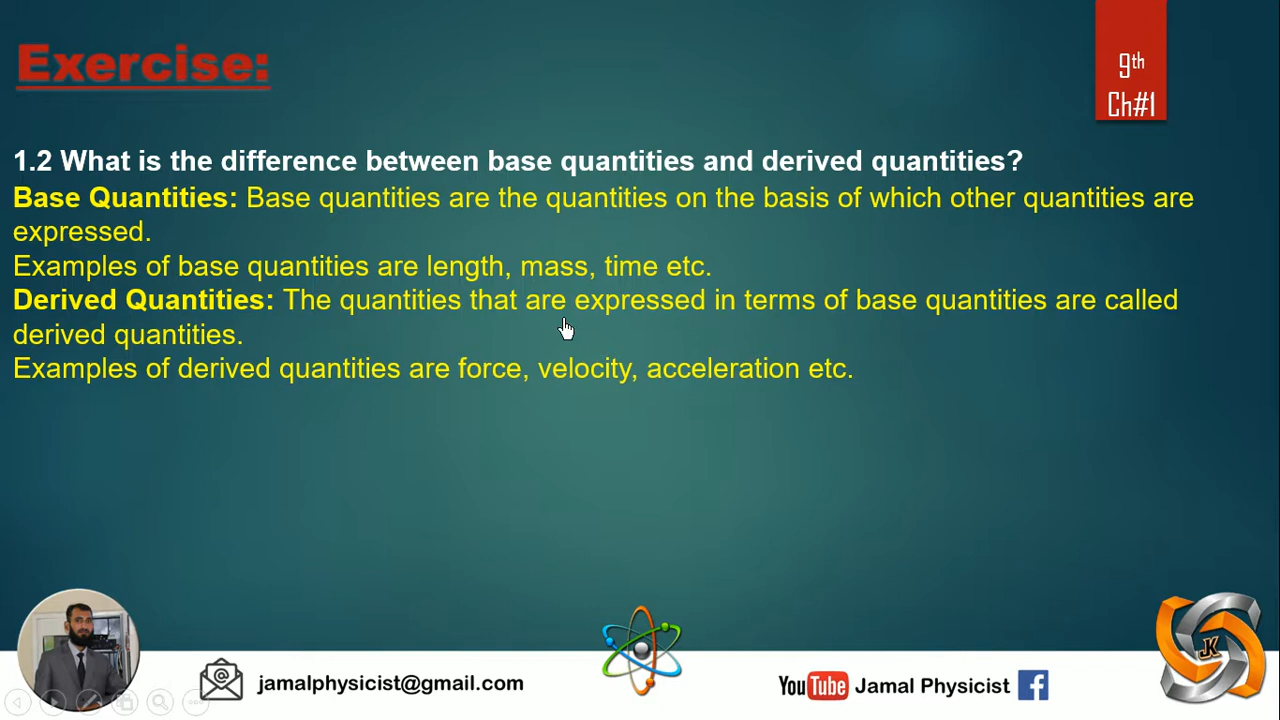 Exercise:
9th
Ch#1
1.2 What is the difference between base quantities and derived quantities?
Base Quantities: Base quantities are the quantities on the basis of which other quantities are
expressed.
Examples of base quantities are length, mass, time etc.
Derived Quantities: The quantities that are expressed in terms of base quantities are called
derived quantities.
Examples of derived quantities are force, velocity, acceleration etc.
@ jamalphysicist@gmail.com
YouTube Jamal Physicist f
JK